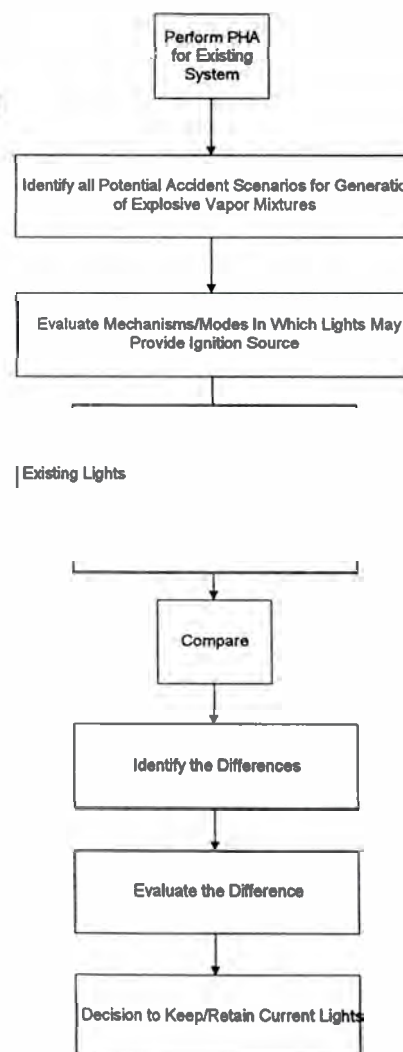 Perform PHA
for Existing
System
Identify all Potential Accident Scenarios for Generatio
of Explosive Vapor Mixtures
Evaluate Mechanisms/Modes In Which Lights May
Provide Ignition Source
Existing Lights
Compare
Identify the Differences
Evaluate the Difference
Decision to Keep/Retain Current Lights